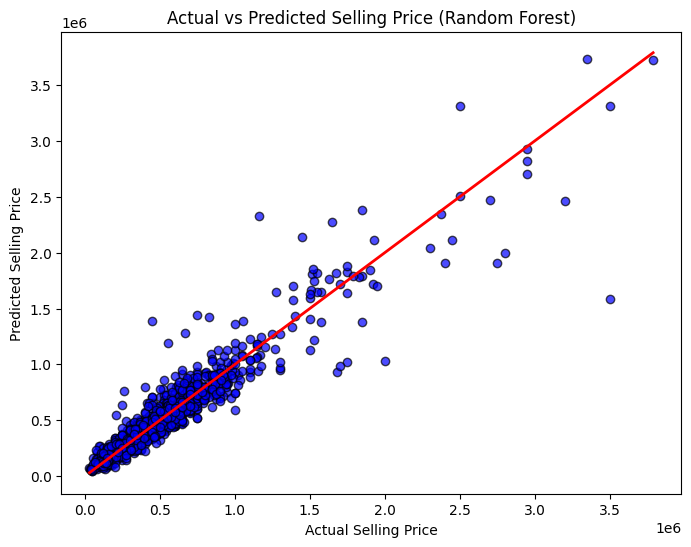 Actual vs Predicted Selling Price (Random Forest)
1e6
3.5
3.0
2.5
2.0
1.5
1.0
0.5
0.0
Predicted Selling Price
0.0 0.5 1.0 1.5 2.0 2.5 3.0 3.5
1e6
Actual Selling Price